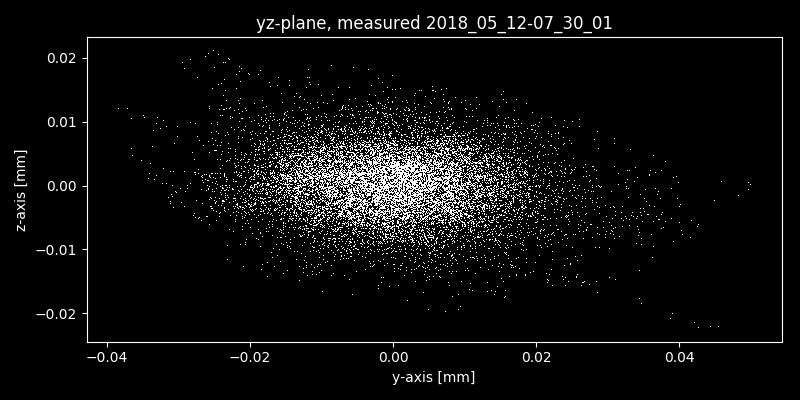 yz-plane, measured 2018_05_12-07_30_01
0.02
0.01
0.00
−0.01
−0.02
z-axis [mm]
−0.04 −0.02 0.00 0.02 0.04
y-axis [mm]